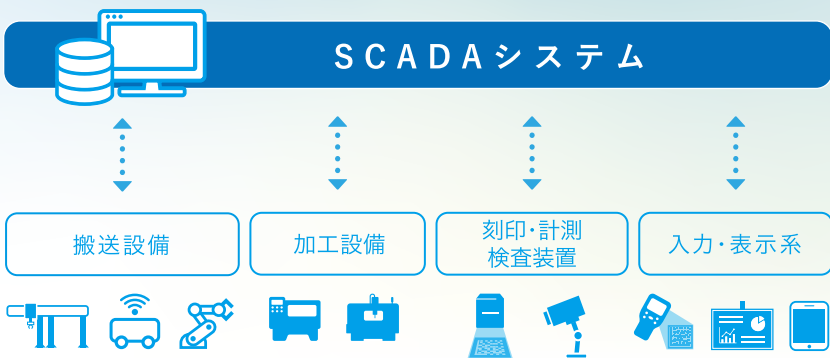 SCADAシステム
搬送設備
加工設備
刻印・計測
検査装置
入力・表示系